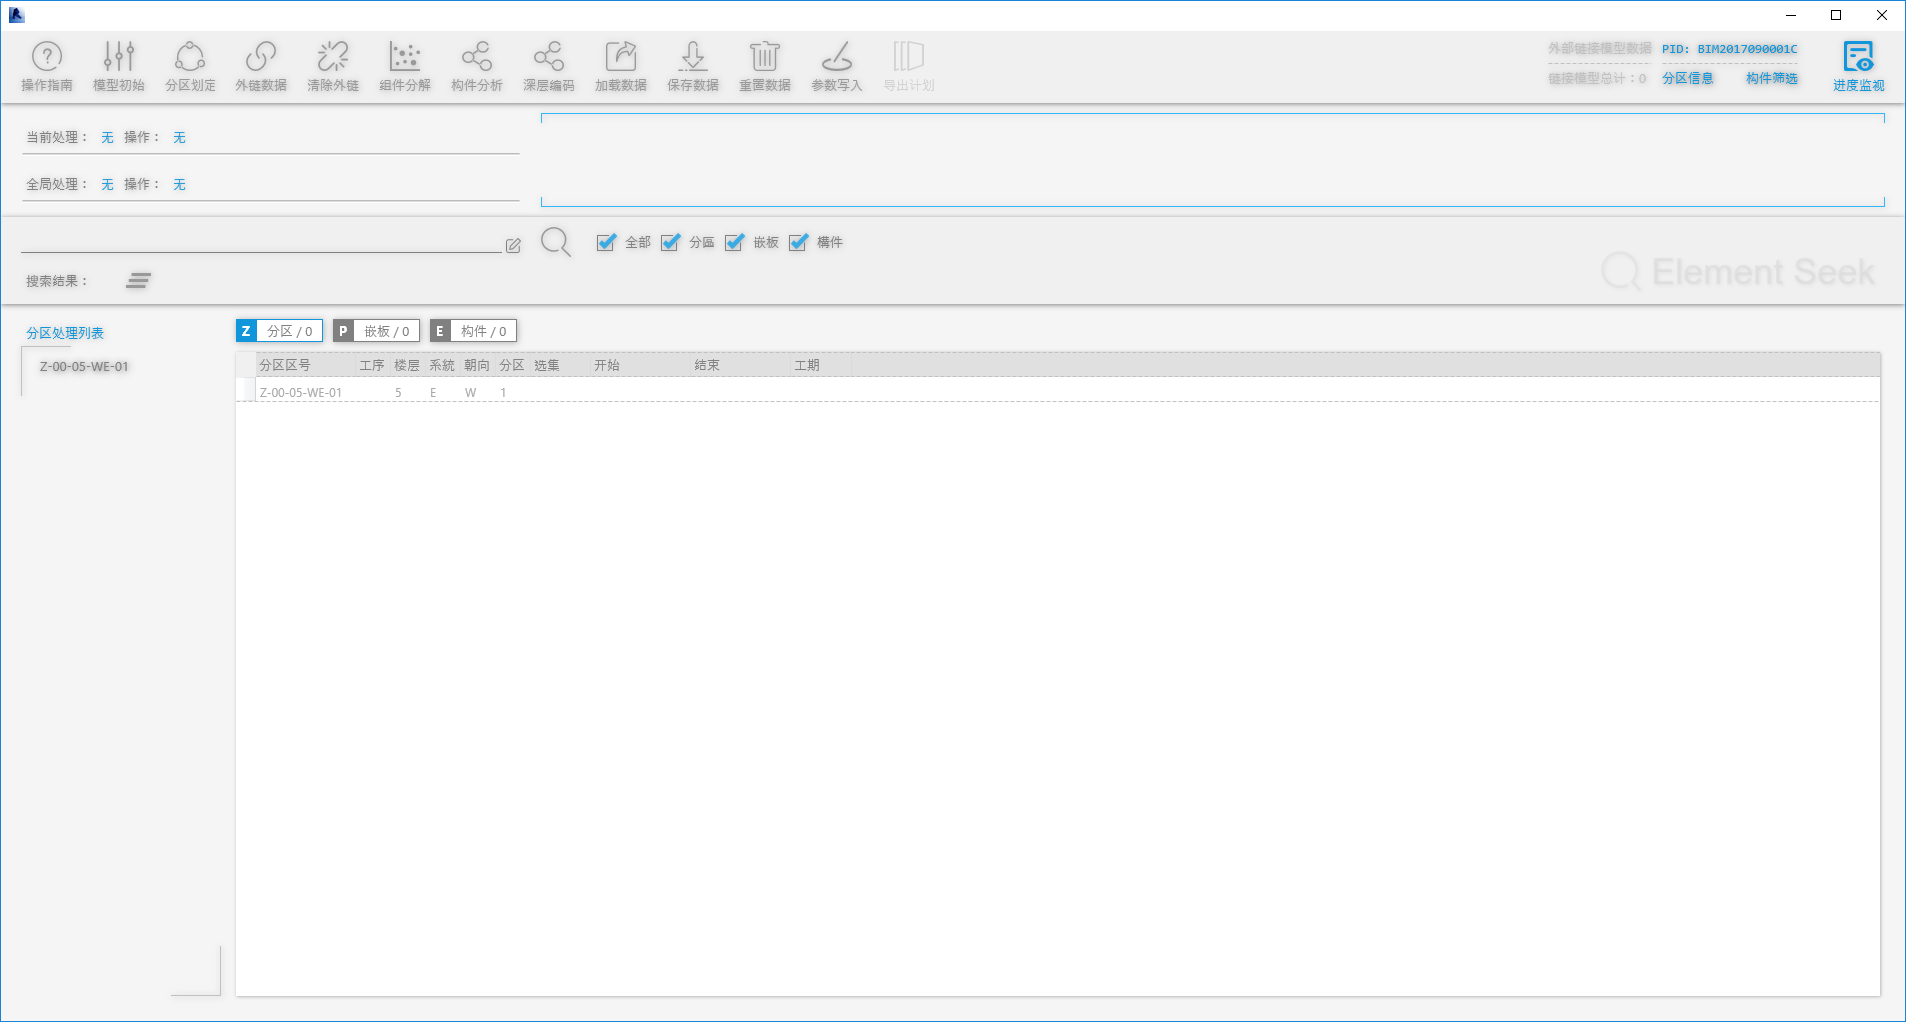 操作指南 模型初始 分区划定 外链数据 清除外链 组件分解 构件分析 深层编码 加载数据 保存数据 重置数据 参数写入 导出计划
外部链接模型数据 PID: BIM2017090001C
链接模型总计：0 分区信息 构件筛选 进度监视
当前处理： 无 操作： 无
全局处理： 无 操作： 无
全部 分區 嵌板 構件
搜索结果：
Element Seek
分区处理列表
Z-00-05-WE-01
Z 分区 / 0 P 嵌板 / 0 E 构件 / 0
分区区号 工序 楼层 系統 朝向 分区 选集 开始 结束 工期
Z-00-05-WE-01 5 E W 1